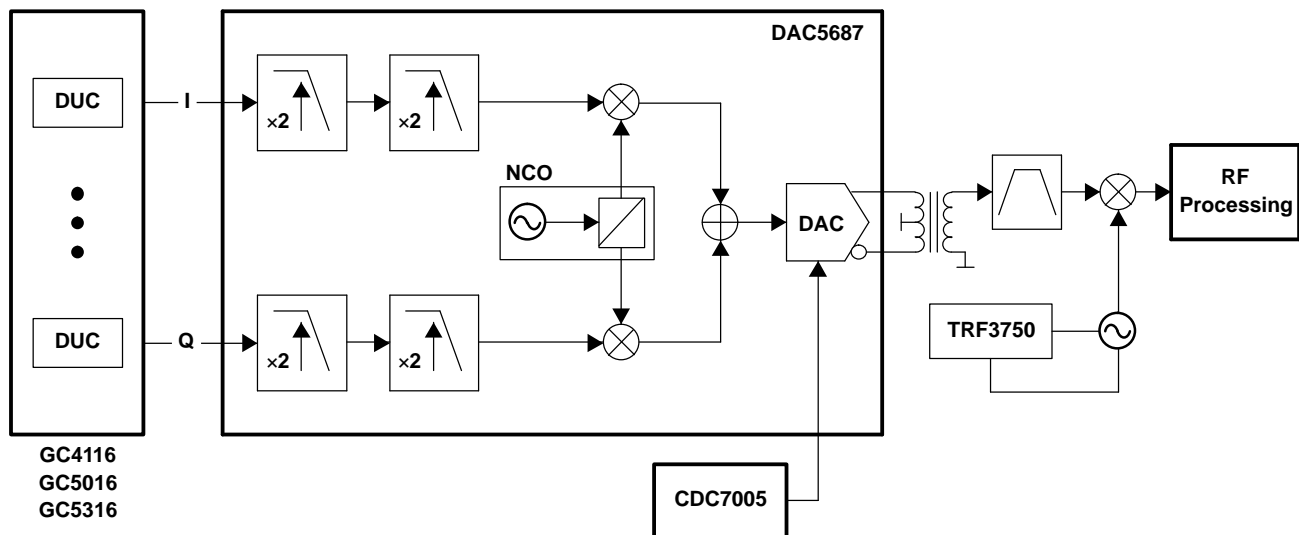 DAC5687
DUC
I
×2
×2
NCO
DAC
RF
Processing
DUC
Q
×2
×2
TRF3750
GC4116
GC5016
GC5316
CDC7005